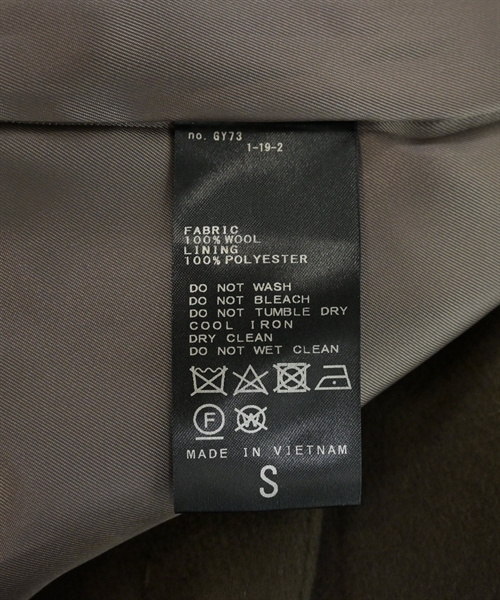 no. GY73
1-19-2
FABRIC
100% WOOL
LINING
100% POLYESTER
DO NOT WASH
DO NOT BLEACH
DO NOT TUMBLE DRY
COOL IRON
DRY CLEAN
DO NOT WET CLEAN
F W
MADE IN VIETNAM
S